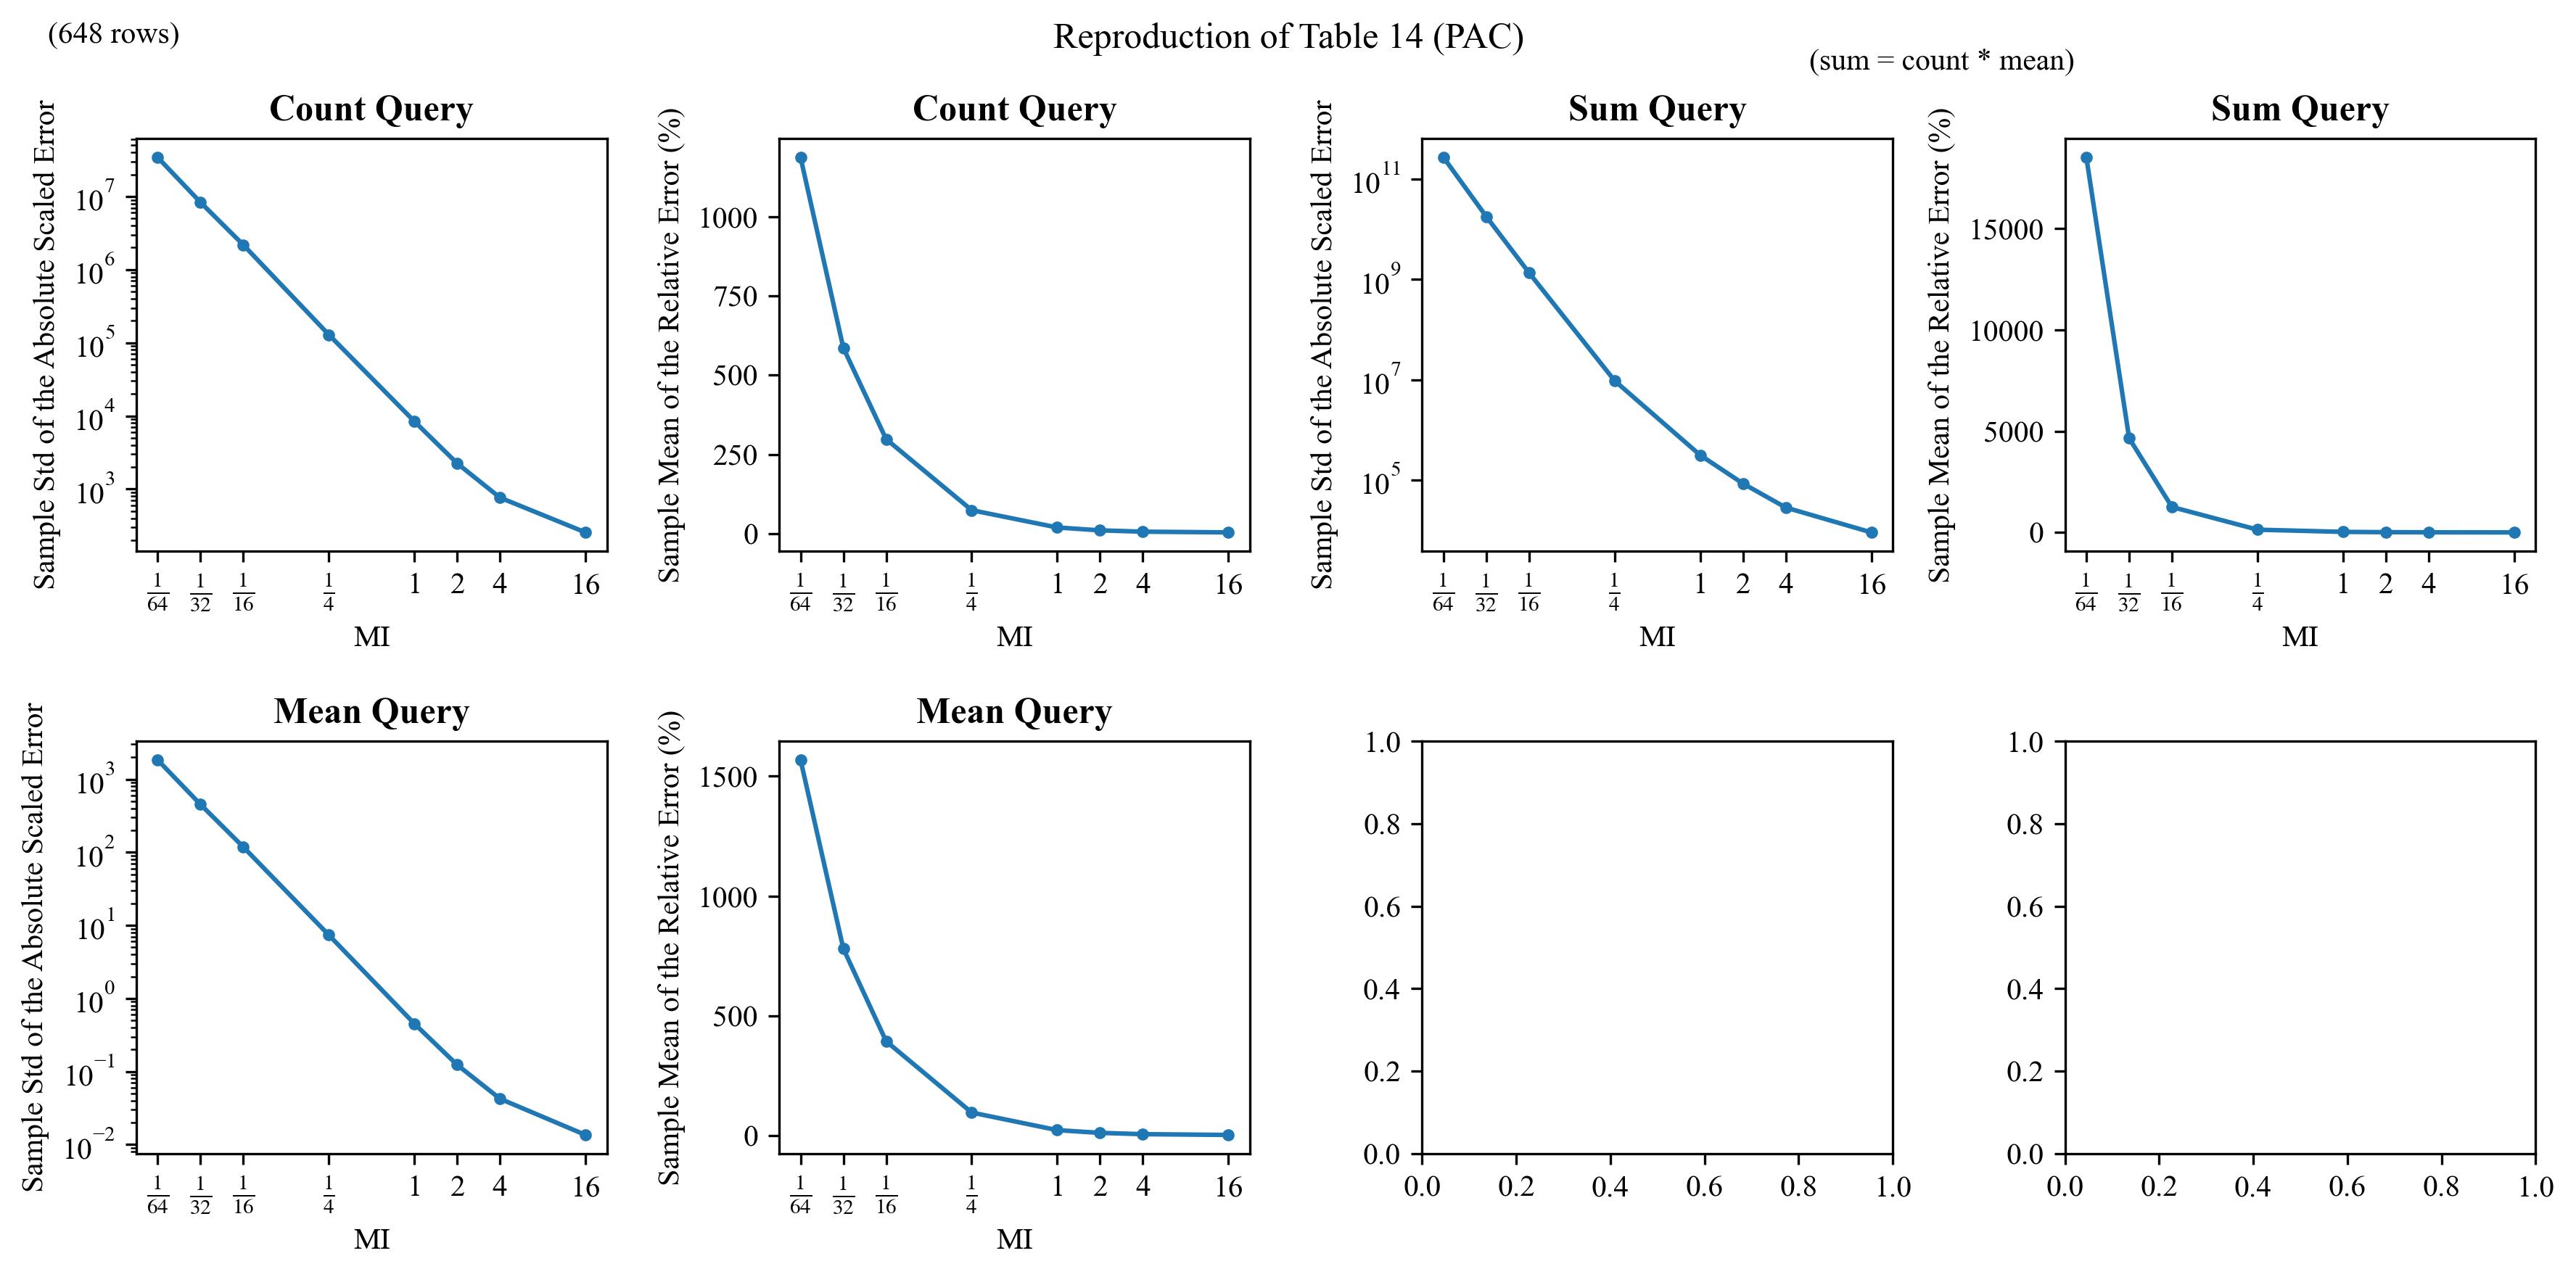 (648 rows)
Reproduction of Table 14 (PAC)
(sum = count * mean)
Count Query
Sample Std of the Absolute Scaled Error
10^7
10^6
10^5
10^4
10^3
1/64 1/32 1/16 1/4 1 2 4 16
MI
Count Query
Sample Mean of the Relative Error (%)
1000
750
500
250
0
1/64 1/32 1/16 1/4 1 2 4 16
MI
Sum Query
Sample Std of the Absolute Scaled Error
10^11
10^9
10^7
10^5
1/64 1/32 1/16 1/4 1 2 4 16
MI
Sum Query
Sample Mean of the Relative Error (%)
15000
10000
5000
0
1/64 1/32 1/16 1/4 1 2 4 16
MI
Mean Query
Sample Std of the Absolute Scaled Error
10^3
10^2
10^1
10^0
10^−1
10^−2
1/64 1/32 1/16 1/4 1 2 4 16
MI
Mean Query
Sample Mean of the Relative Error (%)
1500
1000
500
0
1/64 1/32 1/16 1/4 1 2 4 16
MI
1.0
0.8
0.6
0.4
0.2
0.0
0.0 0.2 0.4 0.6 0.8 1.0
1.0
0.8
0.6
0.4
0.2
0.0
0.0 0.2 0.4 0.6 0.8 1.0